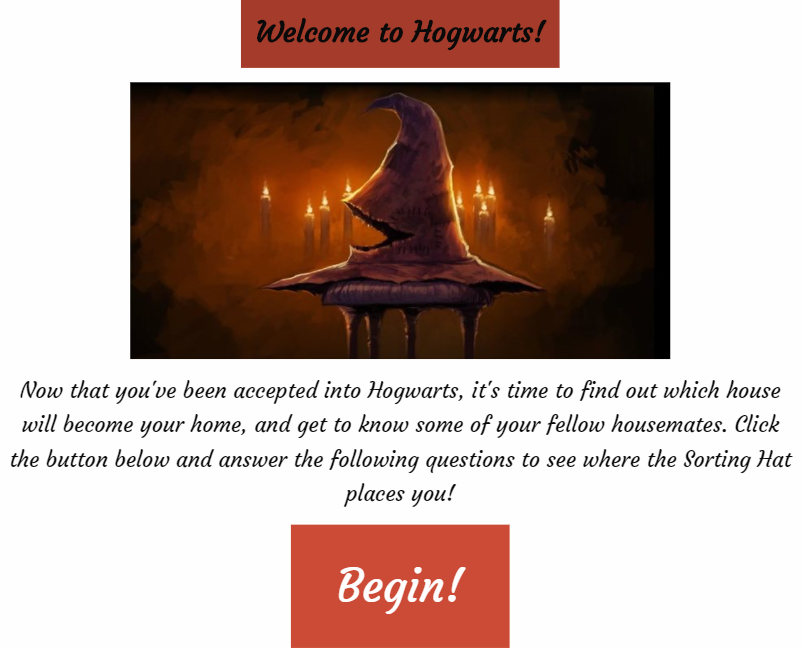 Welcome to Hogwarts!
Now that you've been accepted into Hogwarts, it's time to find out which house
will become your home, and get to know some of your fellow housemates. Click
the button below and answer the following questions to see where the Sorting Hat
places you!
Begin!